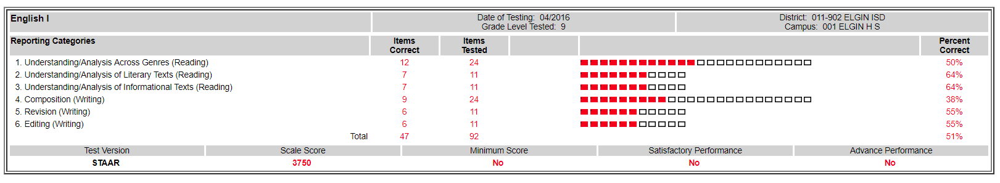 English I
Date of Testing: 04/2016
Grade Level Tested: 9
District: 011-902 ELGIN ISD
Campus: 001 ELGIN H S
Reporting Categories Items Correct Items Tested Percent Correct
1. Understanding/Analysis Across Genres (Reading) 12 24 50%
2. Understanding/Analysis of Literary Texts (Reading) 7 11 64%
3. Understanding/Analysis of Informational Texts (Reading) 7 11 64%
4. Composition (Writing) 9 24 38%
5. Revision (Writing) 6 11 55%
6. Editing (Writing) 6 11 55%
Total 47 92 51%
Test Version Scale Score Minimum Score Satisfactory Performance Advance Performance
STAAR 3750 No No No